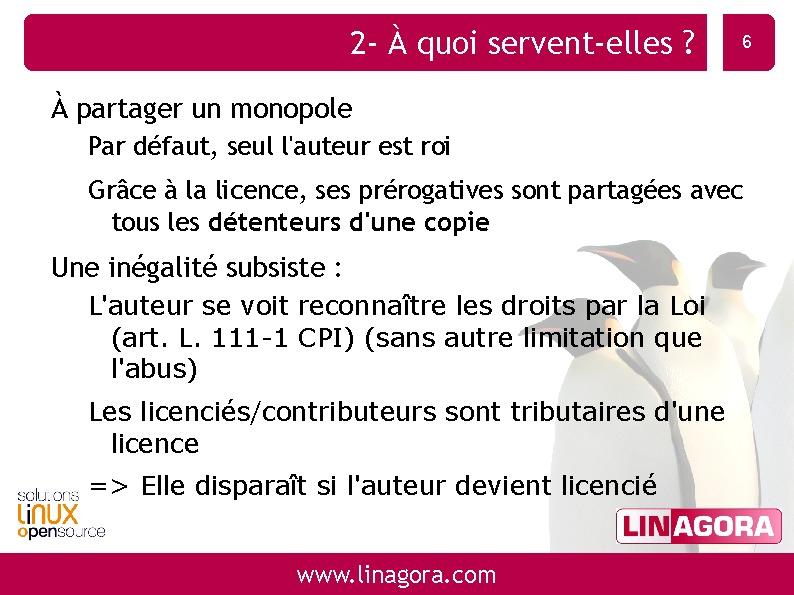 2- À quoi servent-elles ?
6
À partager un monopole
Par défaut, seul l'auteur est roi
Grâce à la licence, ses prérogatives sont partagées avec
tous les détenteurs d'une copie
Une inégalité subsiste :
L'auteur se voit reconnaître les droits par la Loi
(art. L. 111-1 CPI) (sans autre limitation que
l'abus)
Les licenciés/contributeurs sont tributaires d'une
licence
=> Elle disparaît si l'auteur devient licencié
solutions
LINUX
opensource
LINAGORA
www.linagora.com